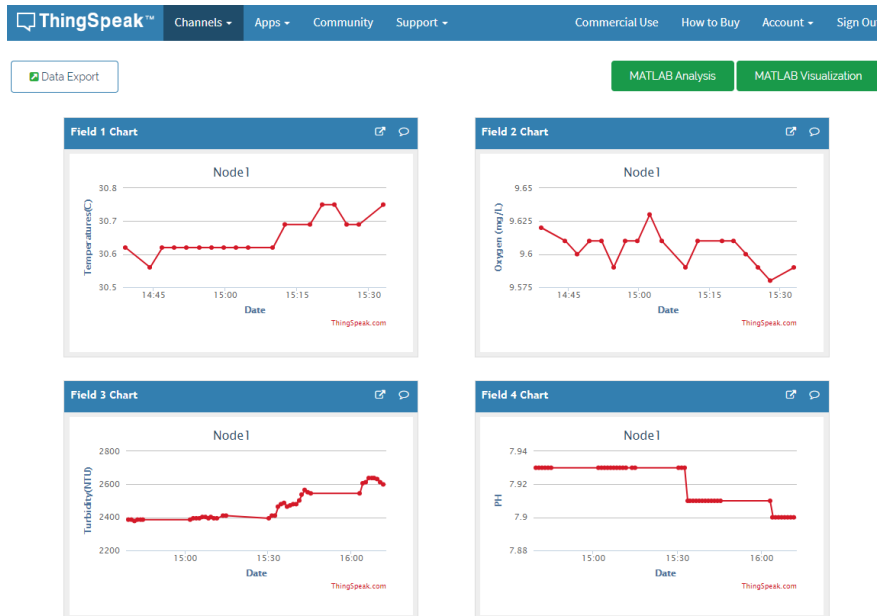 ThingSpeak™ Channels Apps Community Support Commercial Use How to Buy Account Sign Ou
Data Export
MATLAB Analysis MATLAB Visualization
Field 1 Chart
Node1
Temperatures(C)
30.8
30.7
30.6
30.5
14:45 15:00 15:15 15:30
Date
ThingSpeak.com
Field 2 Chart
Node1
Oxygen (mg/L)
9.65
9.625
9.6
9.575
14:45 15:00 15:15 15:30
Date
ThingSpeak.com
Field 3 Chart
Node1
Turbidity(NTU)
2800
2600
2400
2200
15:00 15:30 16:00
Date
ThingSpeak.com
Field 4 Chart
Node1
PH
7.94
7.92
7.9
7.88
15:00 15:30 16:00
Date
ThingSpeak.com